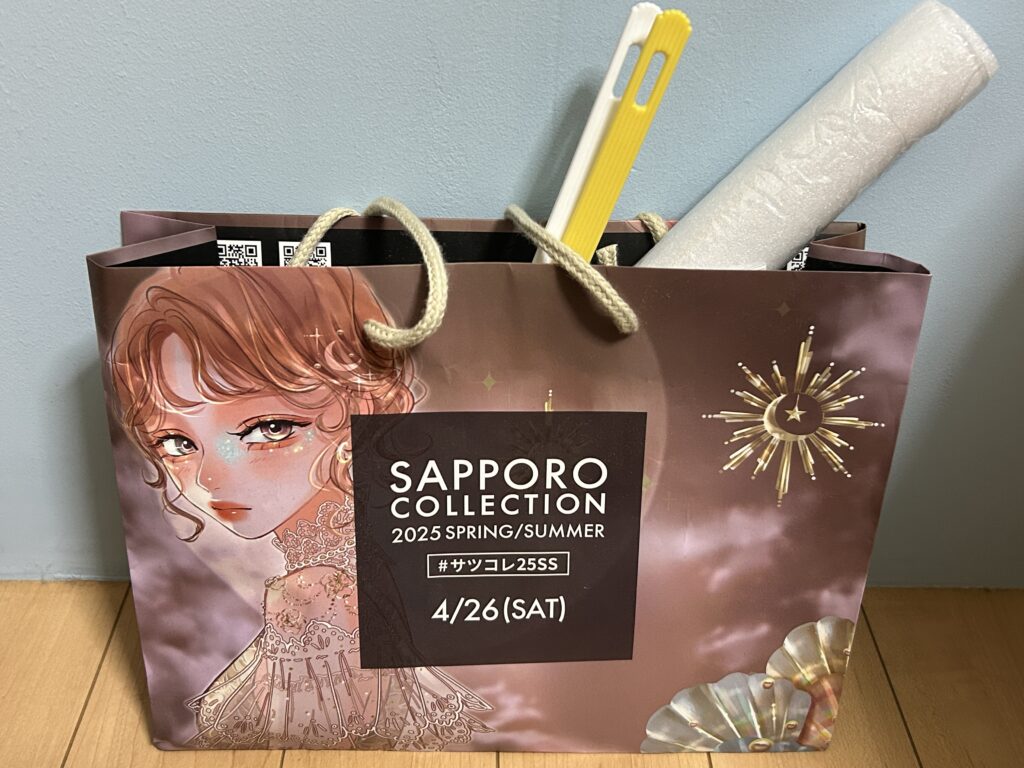 SAPPORO
COLLECTION
2025 SPRING/SUMMER
#サツコレ25SS
4/26(SAT)